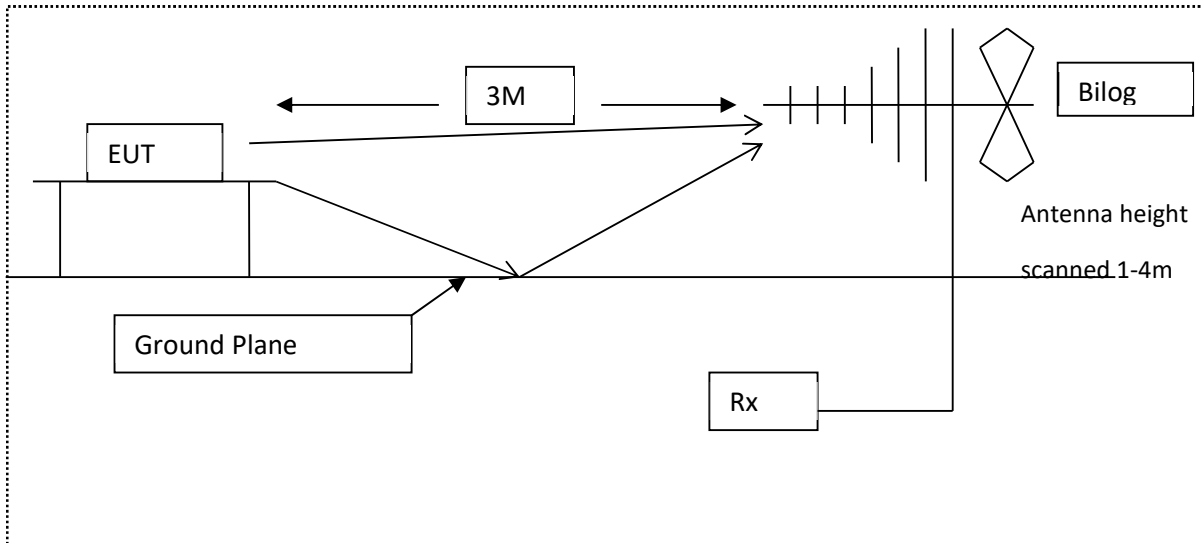 3M
Bilog
EUT
Antenna height
scanned 1-4m
Ground Plane
Rx